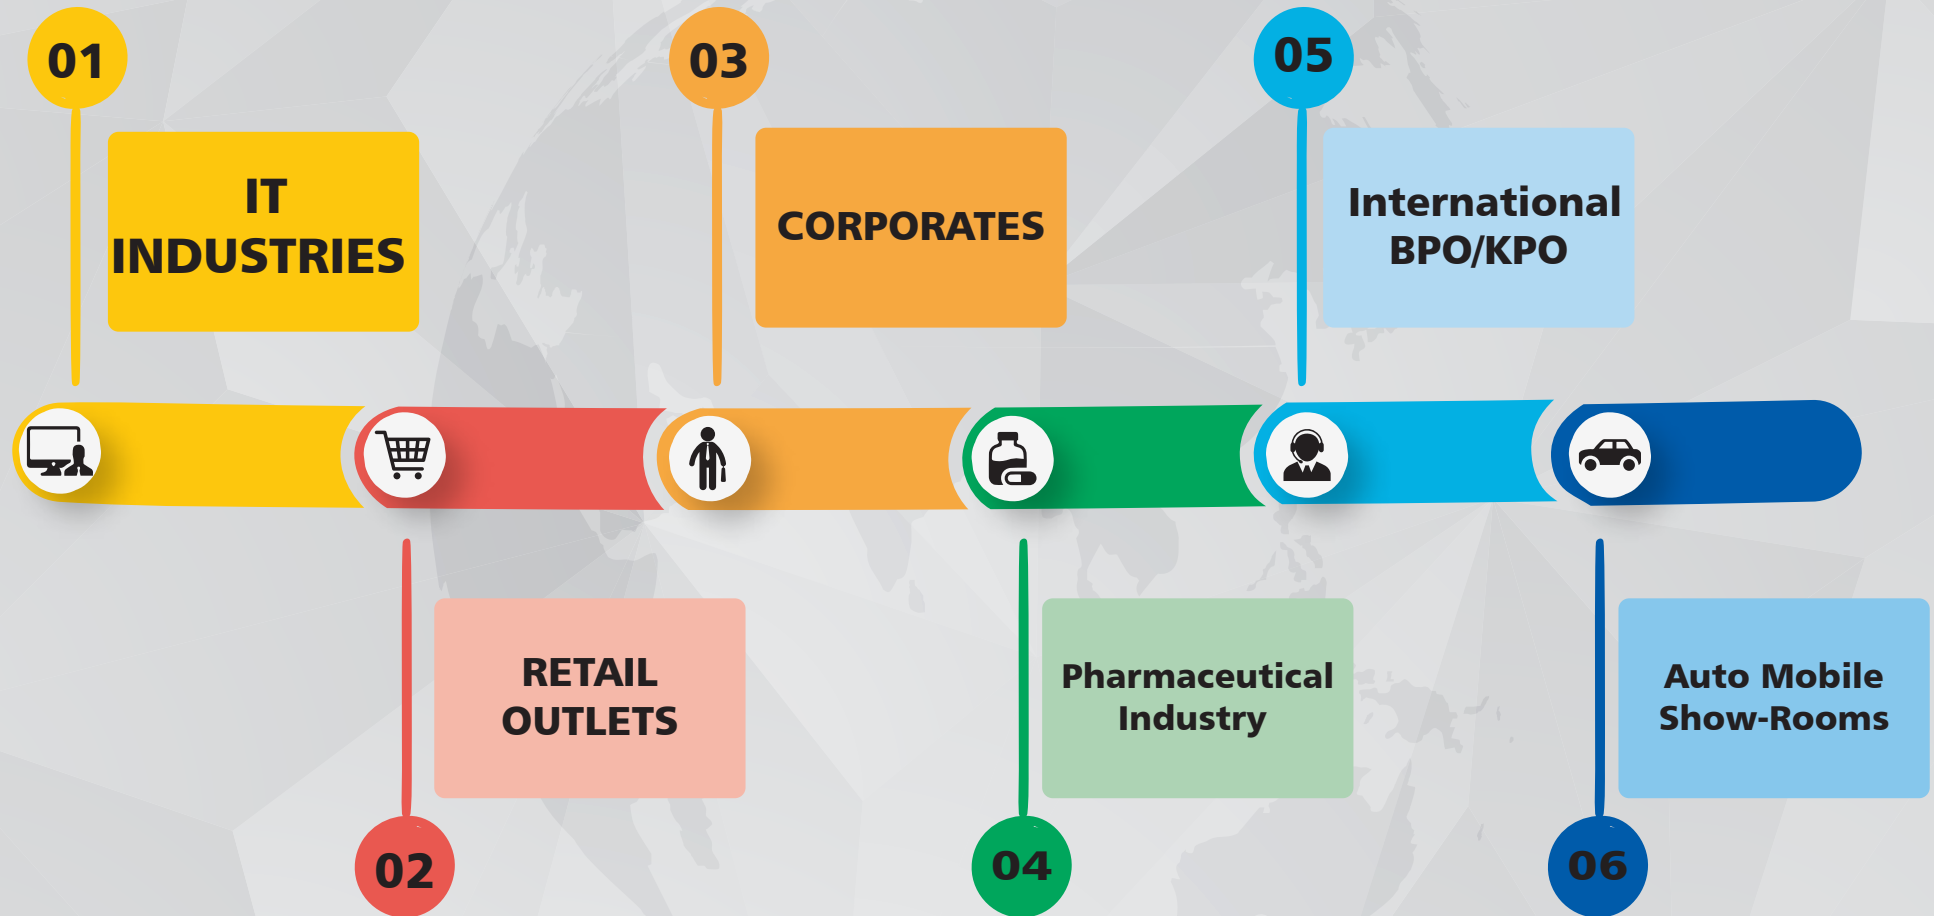 01
IT
INDUSTRIES
02
RETAIL
OUTLETS
03
CORPORATES
04
Pharmaceutical
Industry
05
International
BPO/KPO
06
Auto Mobile
Show-Rooms